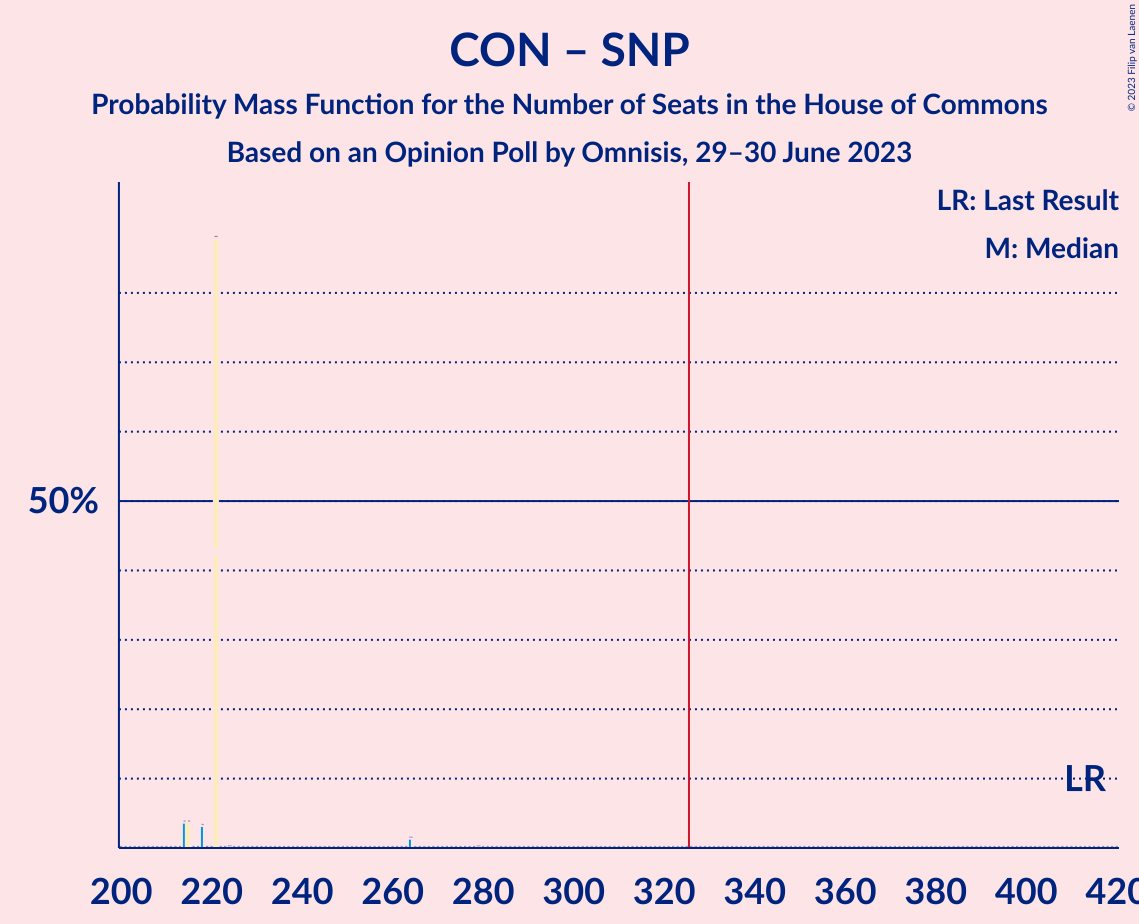 CON – SNP
Probability Mass Function for the Number of Seats in the House of Commons
Based on an Opinion Poll by Omnisis, 29–30 June 2023
© 2023 Filip van Laenen
LR: Last Result
M: Median
50%
LR
200 220 240 260 280 300 320 340 360 380 400 420